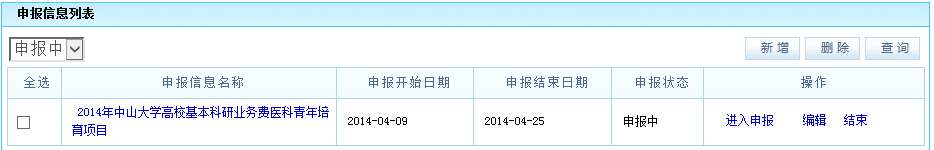 申报信息列表
申报中 新增 删除 查询
全选 申报信息名称 申报开始日期 申报结束日期 申报状态 操作
2014年中山大学高校基本科研业务费医科青年培
育项目 2014-04-09 2014-04-25 申报中 进入申报 编辑 结束